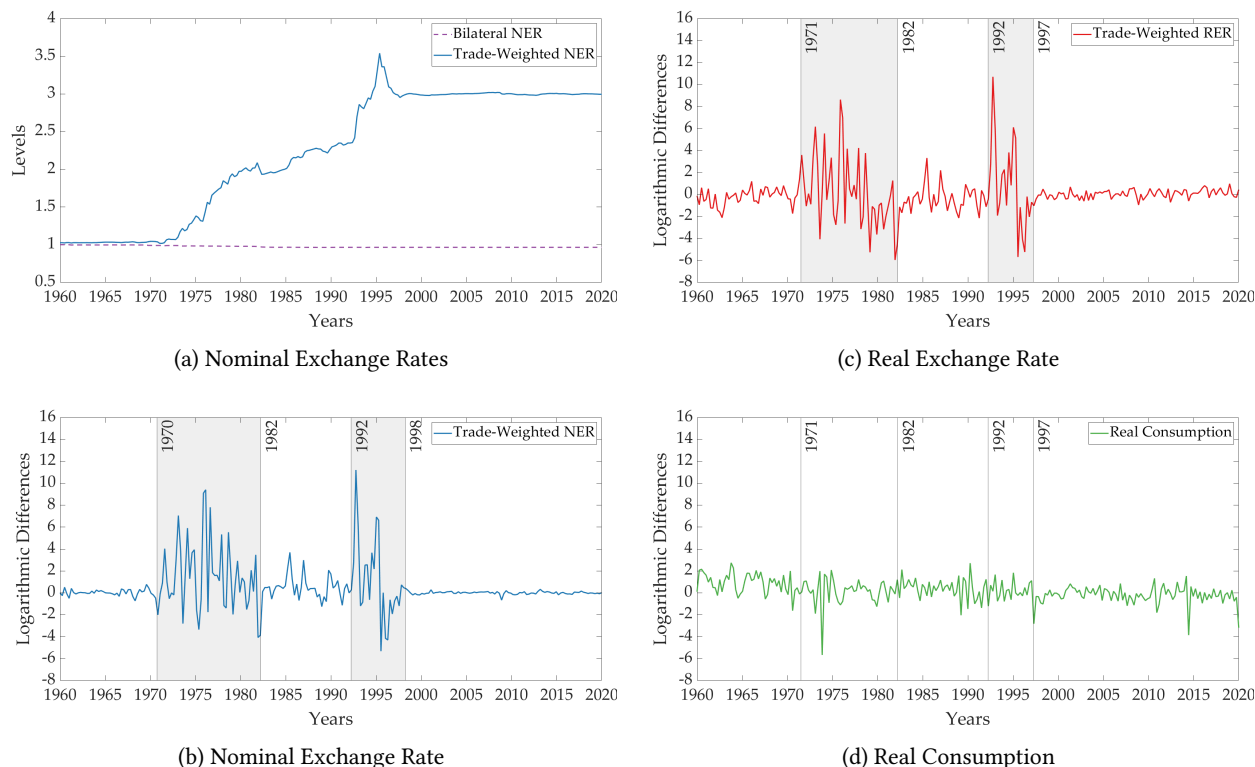 4
3.5
3
2.5
2
1.5
1
0.5
Levels
Bilateral NER
Trade-Weighted NER
1960 1965 1970 1975 1980 1985 1990 1995 2000 2005 2010 2015 2020
Years
(a) Nominal Exchange Rates
16
14
12
10
8
6
4
2
0
-2
-4
-6
-8
Logarithmic Differences
1971
1982
1992
1997
Trade-Weighted RER
1960 1965 1970 1975 1980 1985 1990 1995 2000 2005 2010 2015 2020
Years
(c) Real Exchange Rate
16
14
12
10
8
6
4
2
0
-2
-4
-6
-8
Logarithmic Differences
1970
1982
1992
1998
Trade-Weighted NER
1960 1965 1970 1975 1980 1985 1990 1995 2000 2005 2010 2015 2020
Years
(b) Nominal Exchange Rate
16
14
12
10
8
6
4
2
0
-2
-4
-6
-8
Logarithmic Differences
1971
1982
1992
1997
Real Consumption
1960 1965 1970 1975 1980 1985 1990 1995 2000 2005 2010 2015 2020
Years
(d) Real Consumption